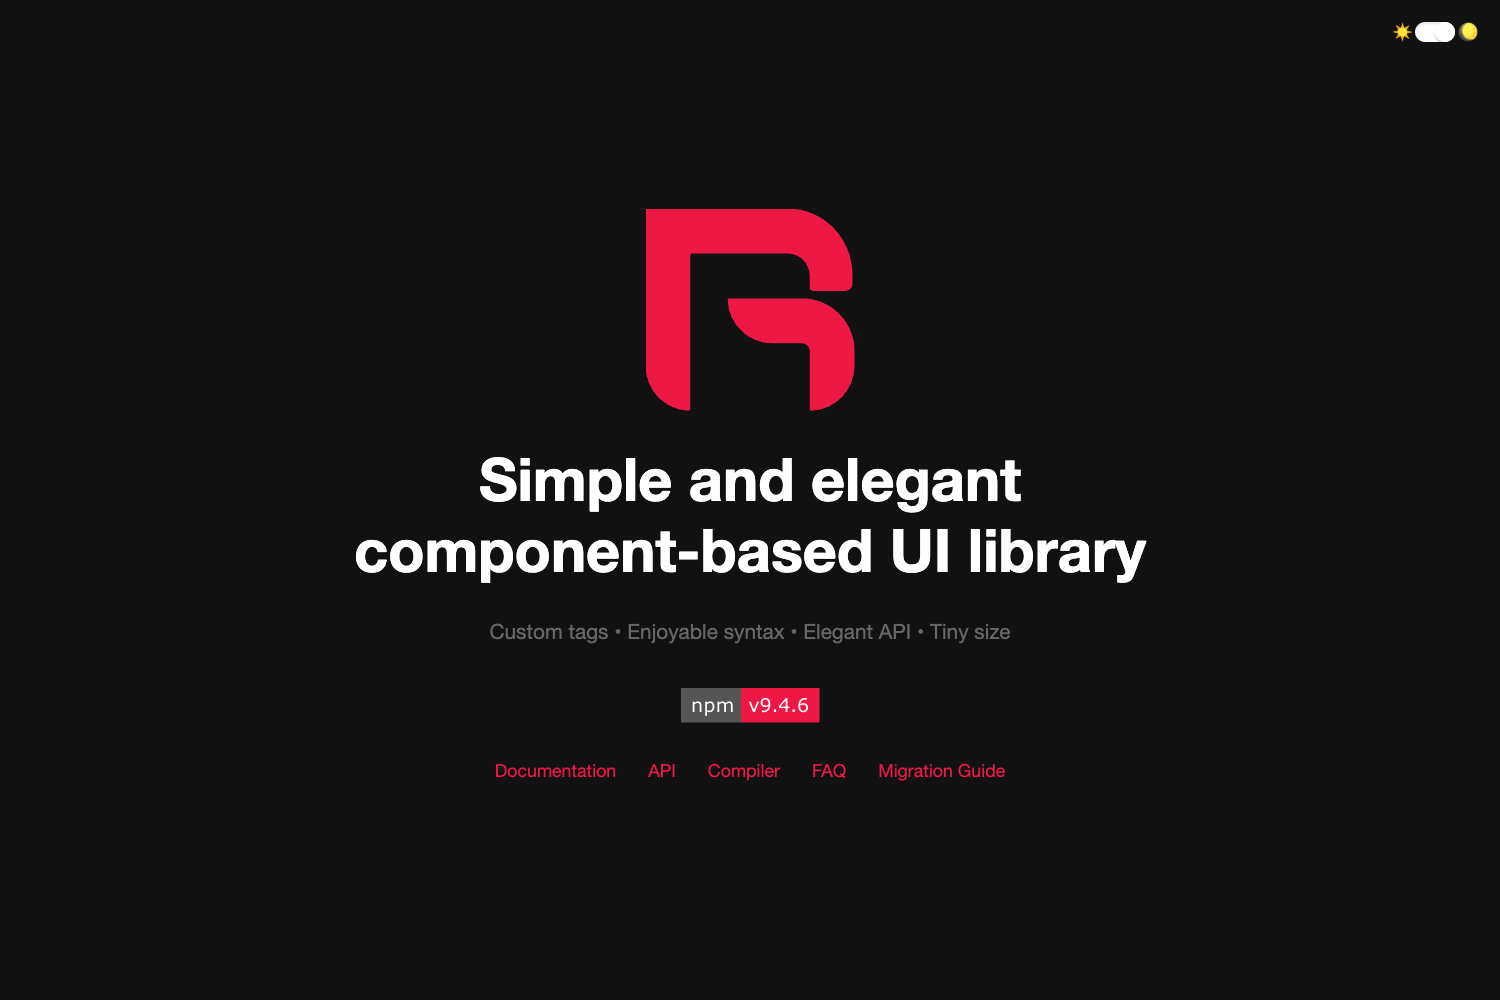 Simple and elegant
component-based UI library
Custom tags • Enjoyable syntax • Elegant API • Tiny size
npm v9.4.6
Documentation API Compiler FAQ Migration Guide